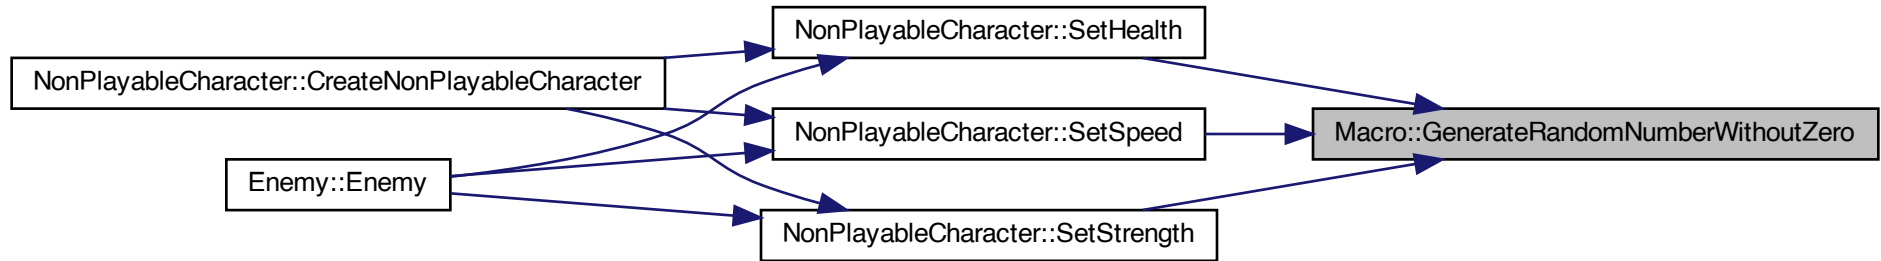 NonPlayableCharacter::SetHealth
NonPlayableCharacter::CreateNonPlayableCharacter
NonPlayableCharacter::SetSpeed
Macro::GenerateRandomNumberWithoutZero
Enemy::Enemy
NonPlayableCharacter::SetStrength